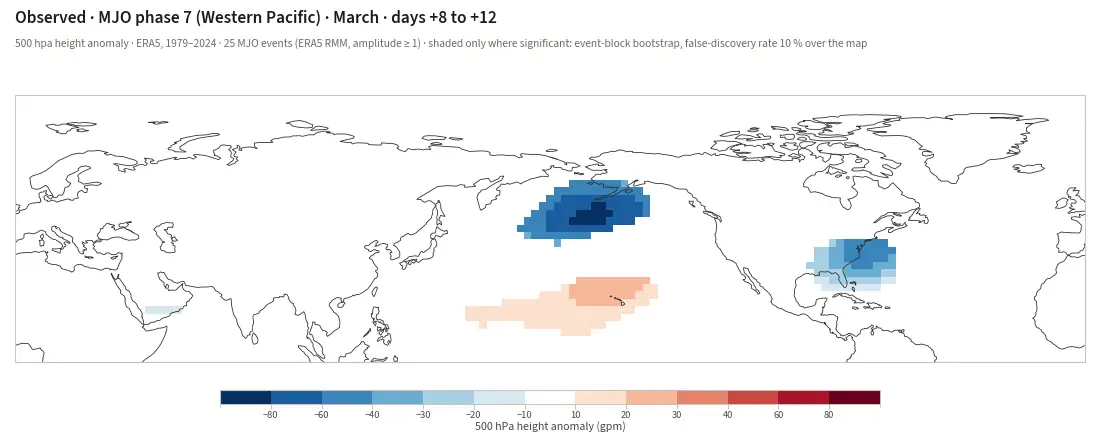 Observed · MJO phase 7 (Western Pacific) · March · days +8 to +12
500 hpa height anomaly · ERA5, 1979–2024 · 25 MJO events (ERA5 RMM, amplitude ≥ 1) · shaded only where significant: event-block bootstrap, false-discovery rate 10 % over the map
−80 −60 −40 −30 −20 −10 10 20 30 40 60 80
500 hPa height anomaly (gpm)